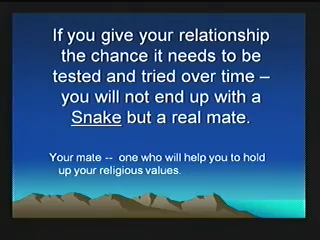 If you give your relationship
the chance it needs to be
tested and tried over time –
you will not end up with a
Snake but a real mate.
Your mate -- one who will help you to hold
up your religious values.